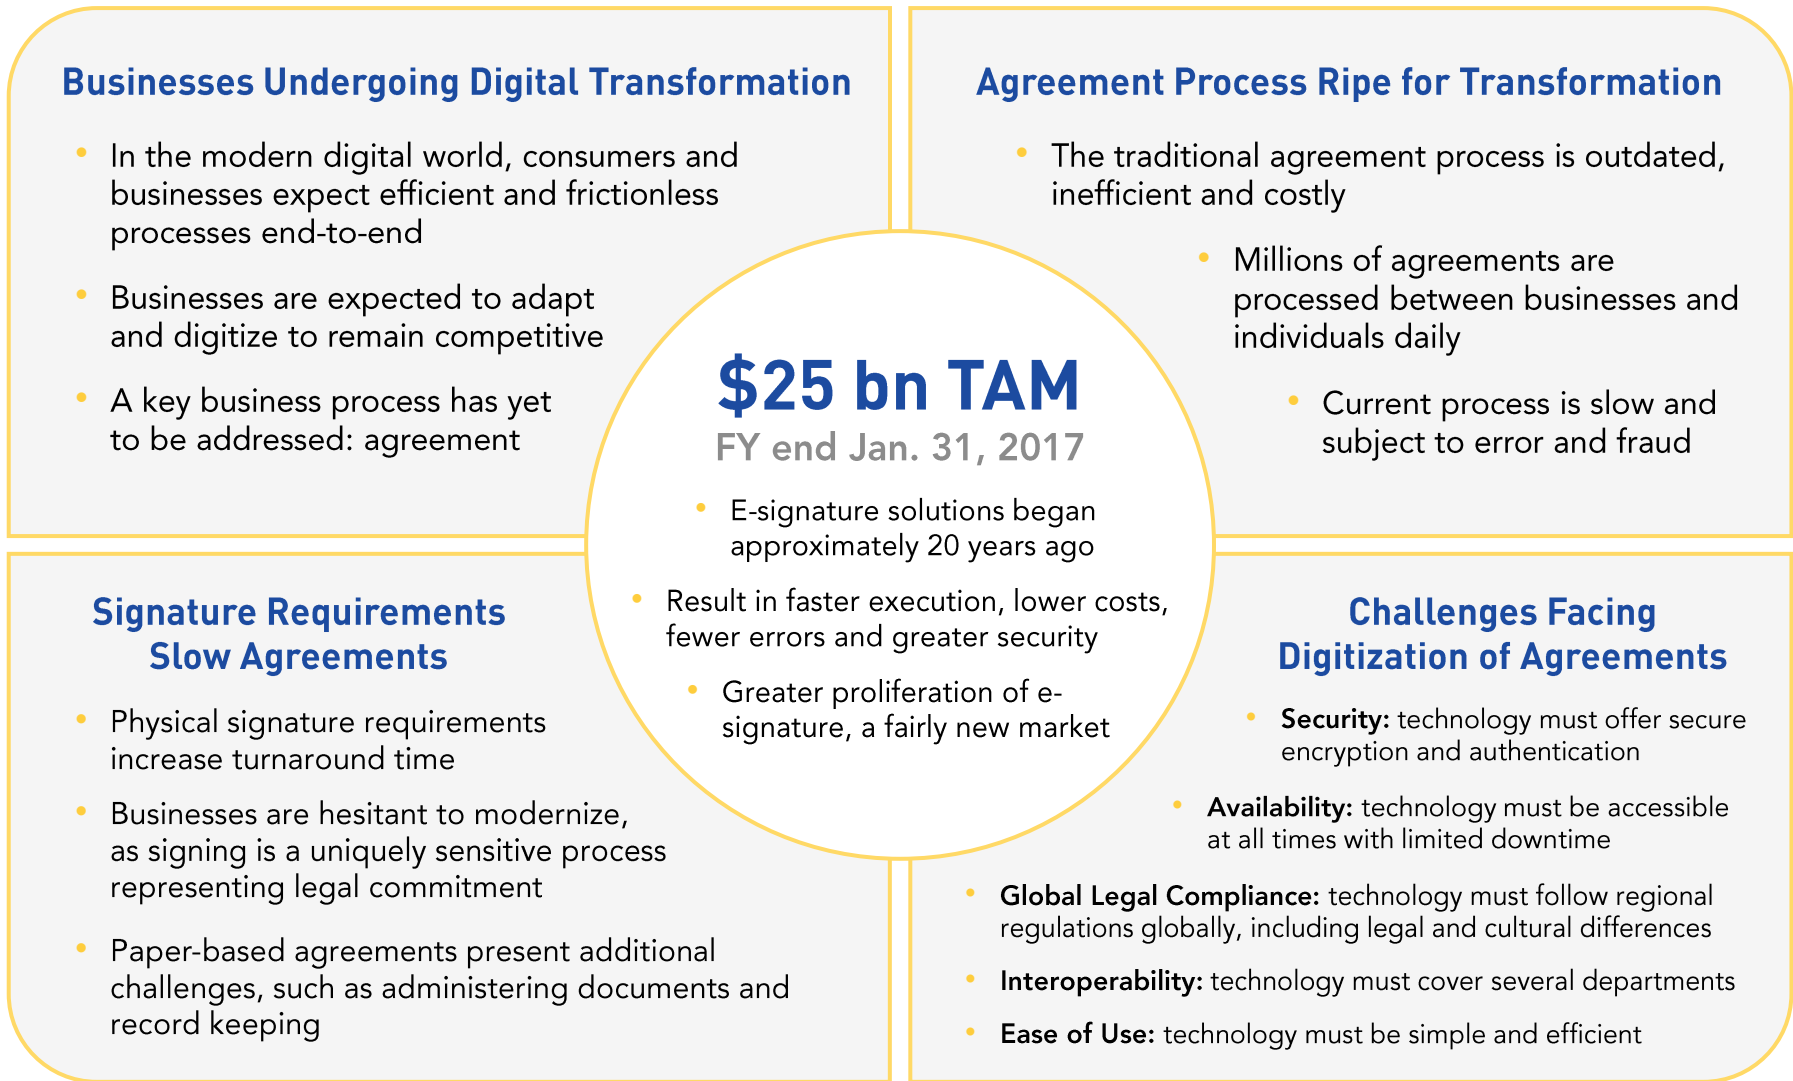 Businesses Undergoing Digital Transformation
• In the modern digital world, consumers and
businesses expect efficient and frictionless
processes end-to-end
• Businesses are expected to adapt
and digitize to remain competitive
• A key business process has yet
to be addressed: agreement
Agreement Process Ripe for Transformation
• The traditional agreement process is outdated,
inefficient and costly
• Millions of agreements are
processed between businesses and
individuals daily
• Current process is slow and
subject to error and fraud
$25 bn TAM
FY end Jan. 31, 2017
• E-signature solutions began
approximately 20 years ago
• Result in faster execution, lower costs,
fewer errors and greater security
• Greater proliferation of e-
signature, a fairly new market
Signature Requirements
Slow Agreements
• Physical signature requirements
increase turnaround time
• Businesses are hesitant to modernize,
as signing is a uniquely sensitive process
representing legal commitment
• Paper-based agreements present additional
challenges, such as administering documents and
record keeping
Challenges Facing
Digitization of Agreements
• Security: technology must offer secure
encryption and authentication
• Availability: technology must be accessible
at all times with limited downtime
• Global Legal Compliance: technology must follow regional
regulations globally, including legal and cultural differences
• Interoperability: technology must cover several departments
• Ease of Use: technology must be simple and efficient